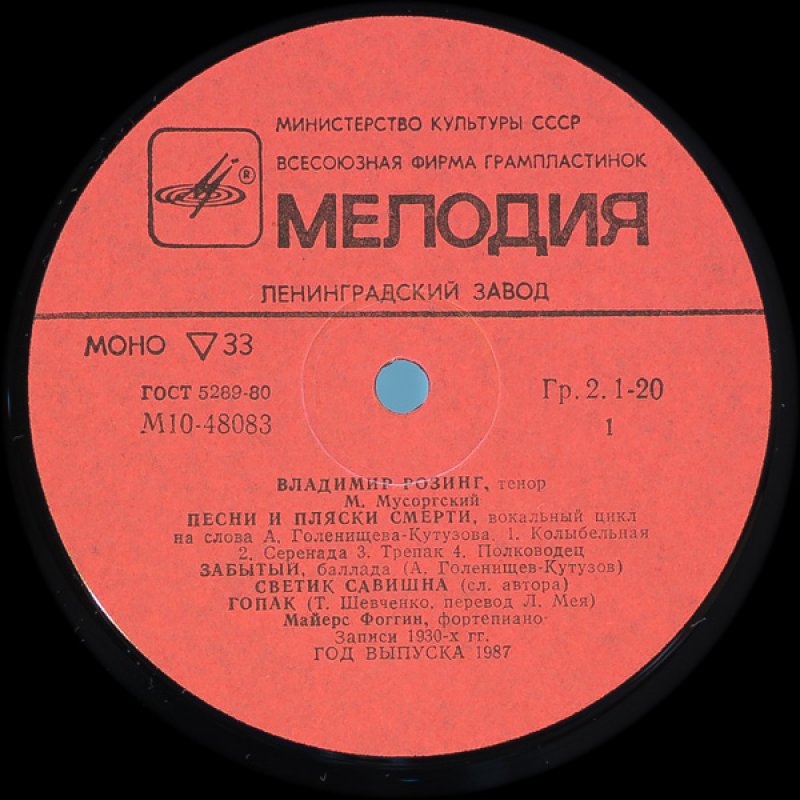 МИНИСТЕРСТВО КУЛЬТУРЫ СССР
ВСЕСОЮЗНАЯ ФИРМА ГРАМПЛАСТИНОК
®
МЕЛОДИЯ
ЛЕНИНГРАДСКИЙ ЗАВОД
МОНО ▽ 33
ГОСТ 5289-80
Гр. 2. 1-20
М10-48083
1
ВЛАДИМИР РОЗИНГ, тенор
М. Мусоргский
ПЕСНИ И ПЛЯСКИ СМЕРТИ, вокальный цикл
на слова А. Голенищева-Кутузова. 1. Колыбельная
2. Серенада 3. Трепак 4. Полководец
ЗАБЫТЫЙ, баллада (А. Голенищев-Кутузов)
СВЕТИК САВИШНА (сл. автора)
ГОПАК (Т. Шевченко, перевод Л. Мея)
Майерс Фоггин, фортепиано
Записи 1930-х гг.
ГОД ВЫПУСКА 1987